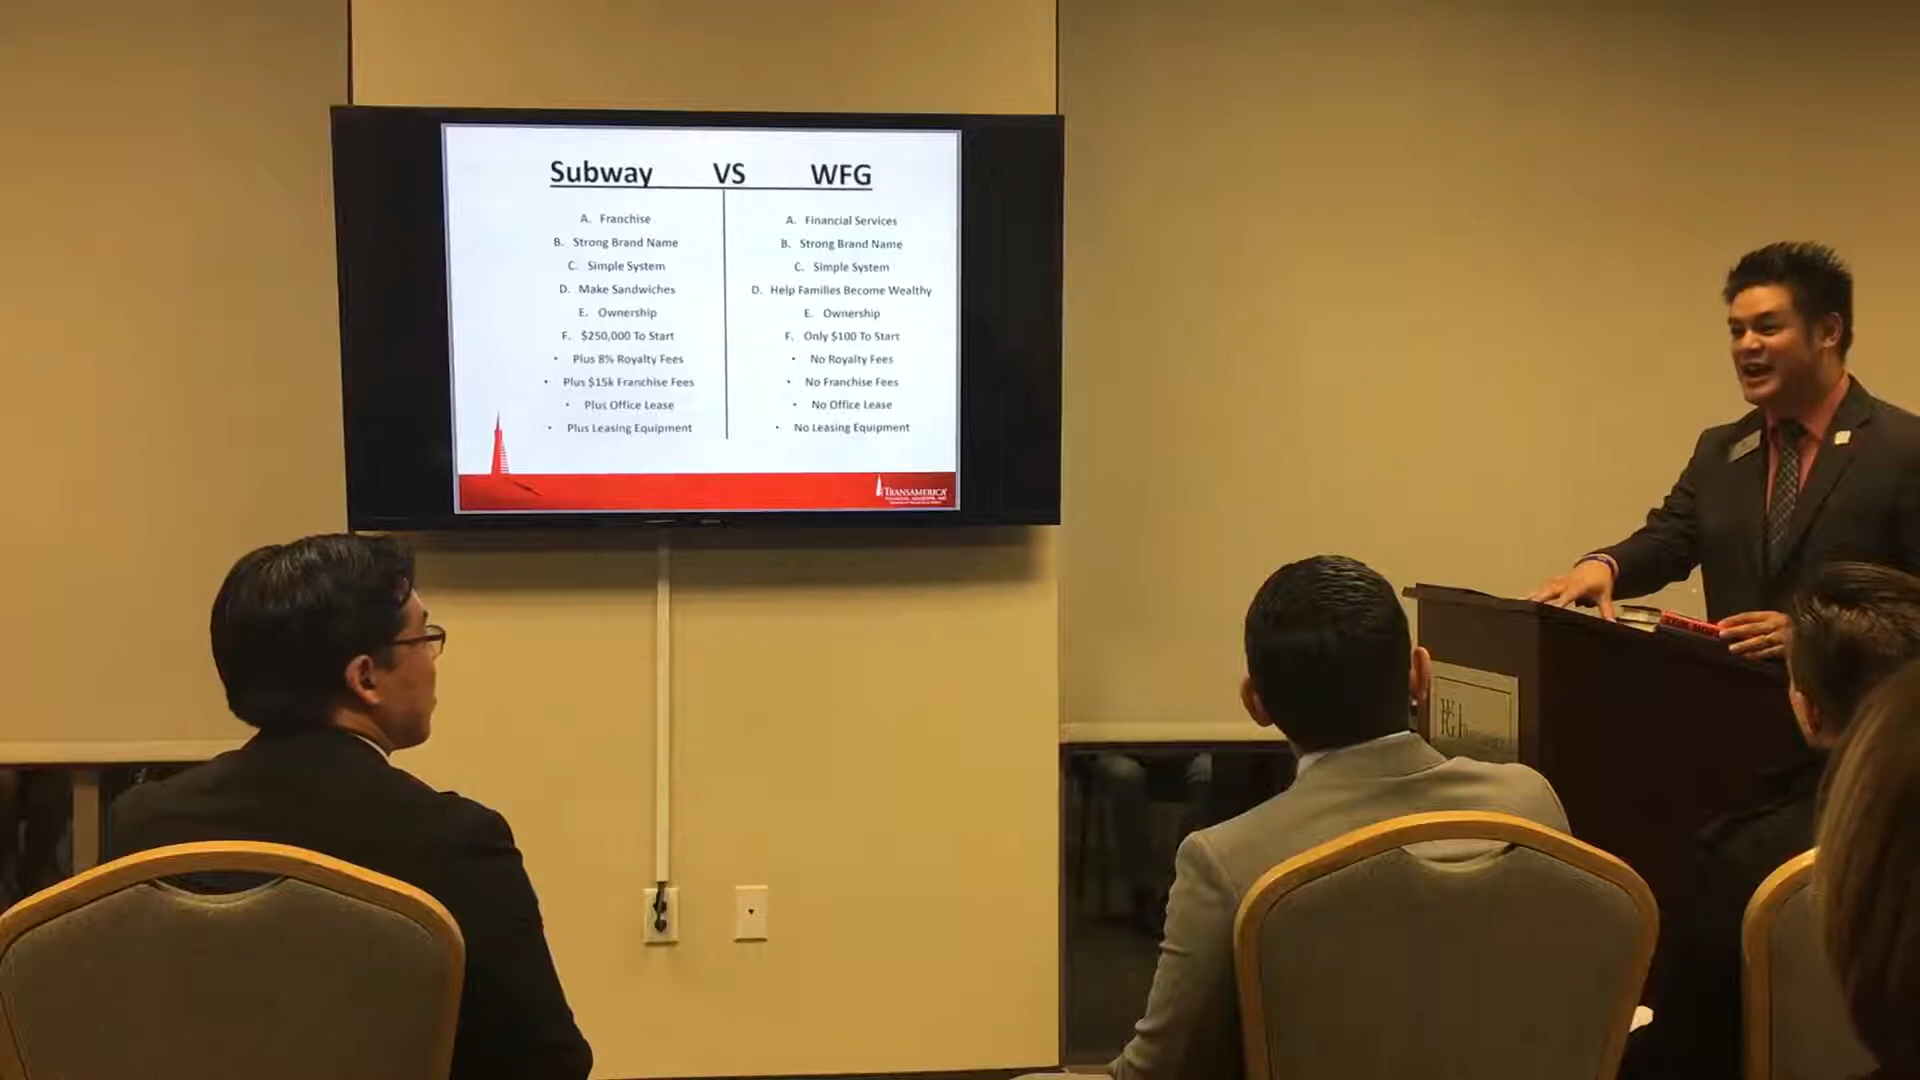 Subway VS WFG
A. Franchise
B. Strong Brand Name
C. Simple System
D. Make Sandwiches
E. Ownership
F. $250,000 To Start
• Plus 8% Royalty Fees
• Plus $15k Franchise Fees
• Plus Office Lease
• Plus Leasing Equipment
A. Financial Services
B. Strong Brand Name
C. Simple System
D. Help Families Become Wealthy
E. Ownership
F. Only $100 To Start
• No Royalty Fees
• No Franchise Fees
• No Office Lease
• No Leasing Equipment
TRANSAMERICA
FINANCIAL ADVISORS, INC.